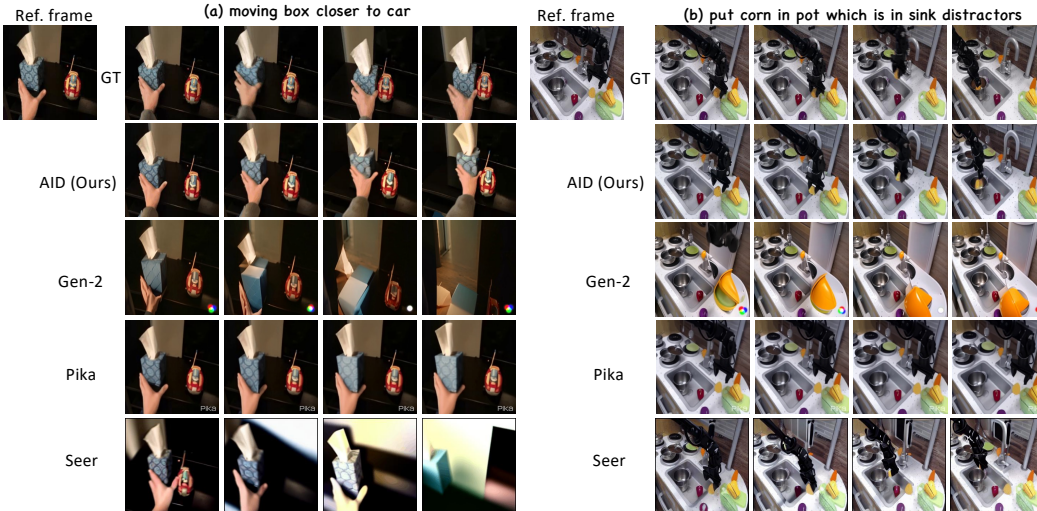 Ref. frame
(a) moving box closer to car
GT
AID (Ours)
Gen-2
Pika
Pika
Pika
Pika
Pika
Seer
Ref. frame
(b) put corn in pot which is in sink distractors
GT
AID (Ours)
Gen-2
Pika
Seer